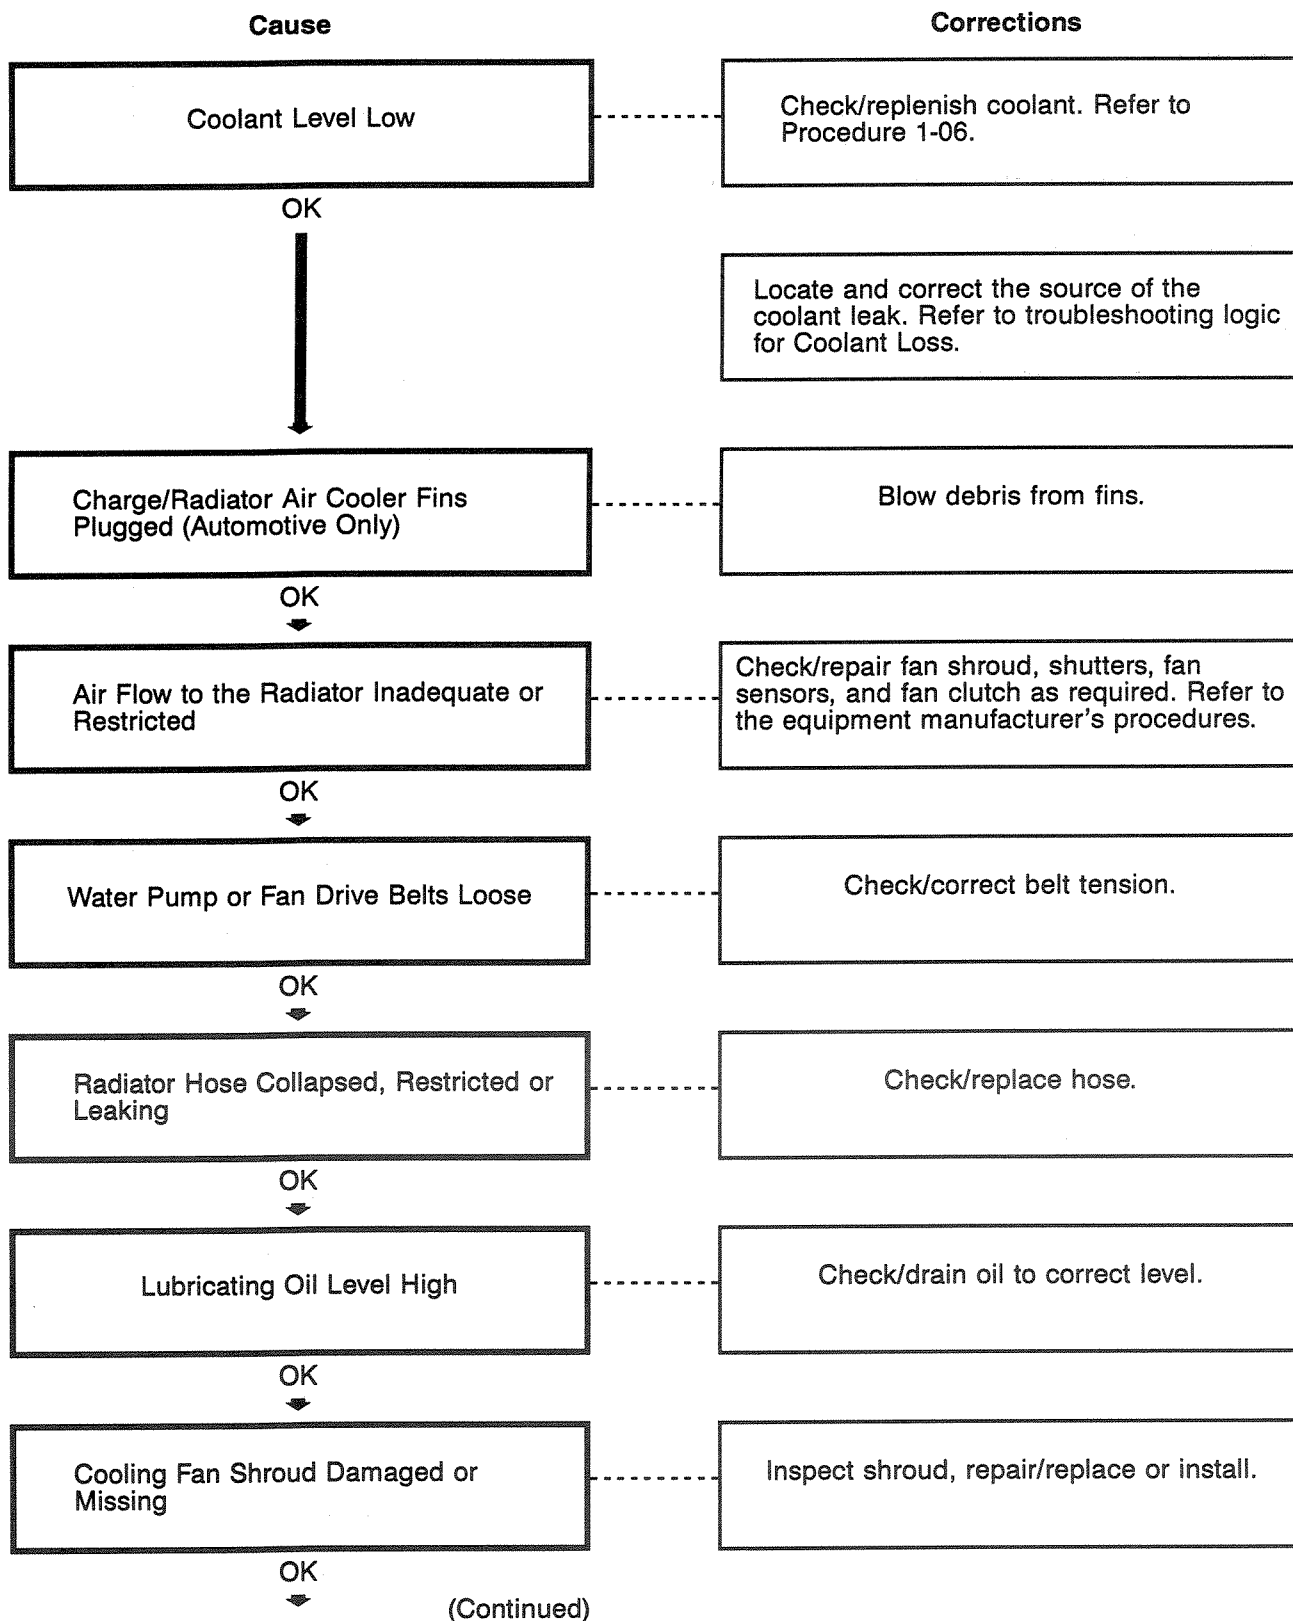 Cause
Corrections
Coolant Level Low
Check/replenish coolant. Refer to
Procedure 1-06.
OK
Locate and correct the source of the
coolant leak. Refer to troubleshooting logic
for Coolant Loss.
Charge/Radiator Air Cooler Fins
Plugged (Automotive Only)
Blow debris from fins.
OK
Air Flow to the Radiator Inadequate or
Restricted
Check/repair fan shroud, shutters, fan
sensors, and fan clutch as required. Refer to
the equipment manufacturer's procedures.
OK
Water Pump or Fan Drive Belts Loose
Check/correct belt tension.
OK
Radiator Hose Collapsed, Restricted or
Leaking
Check/replace hose.
OK
Lubricating Oil Level High
Check/drain oil to correct level.
OK
Cooling Fan Shroud Damaged or
Missing
Inspect shroud, repair/replace or install.
OK
(Continued)